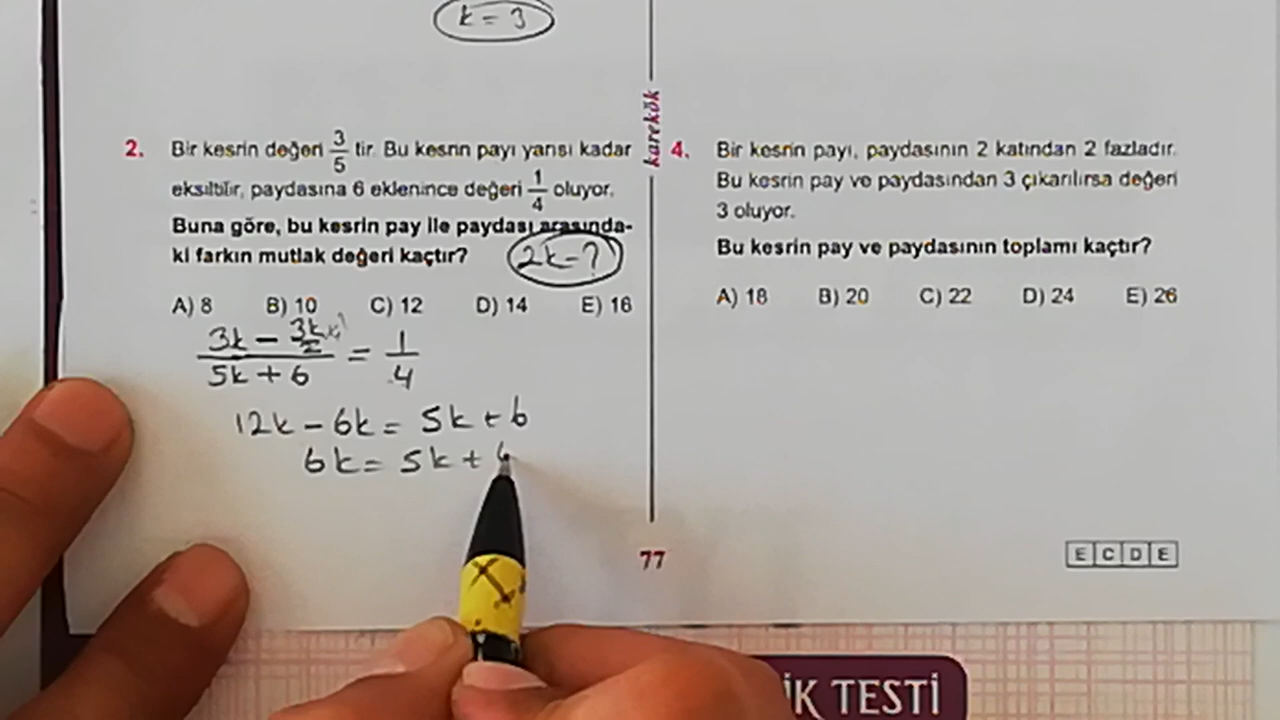 k = 3
2. Bir kesrin değeri 3/5 tir. Bu kesrin payı yarısı kadar
eksiltilir, paydasına 6 eklenince değeri 1/4 oluyor.
Buna göre, bu kesrin pay ile paydası arasında-
ki farkın mutlak değeri kaçtır?
2k = ?
A) 8 B) 10 C) 12 D) 14 E) 16
3k - 3k/2 / 5k + 6 = 1/4
12k - 6k = 5k + 6
6k = 5k + 6
karekök
4. Bir kesrin payı, paydasının 2 katından 2 fazladır.
Bu kesrin pay ve paydasından 3 çıkarılırsa değeri
3 oluyor.
Bu kesrin pay ve paydasının toplamı kaçtır?
A) 18 B) 20 C) 22 D) 24 E) 26
77
E C D E
İK TESTİ